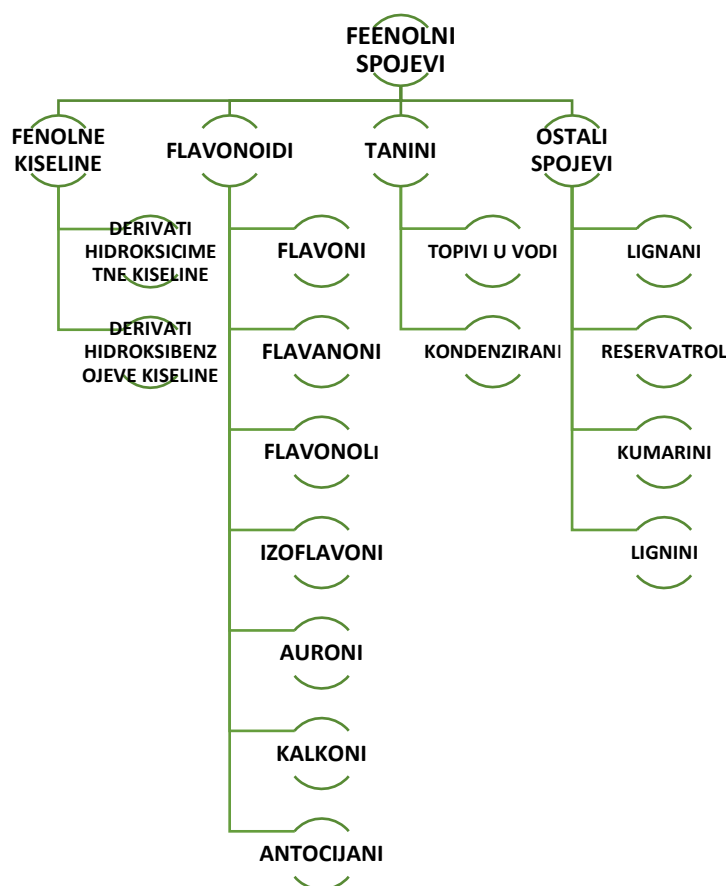 FEENOLNI
SPOJEVI
FENOLNE
KISELINE
DERIVATI
HIDROKSICIME
TNE KISELINE
DERIVATI
HIDROKSIBENZ
OJEVE KISELINE
FLAVONOIDI
FLAVONI
FLAVANONI
FLAVONOLI
IZOFLAVONI
AURONI
KALKONI
ANTOCIJANI
TANINI
TOPIVI U VODI
KONDENZIRANI
OSTALI
SPOJEVI
LIGNANI
RESERVATROL
KUMARINI
LIGNINI